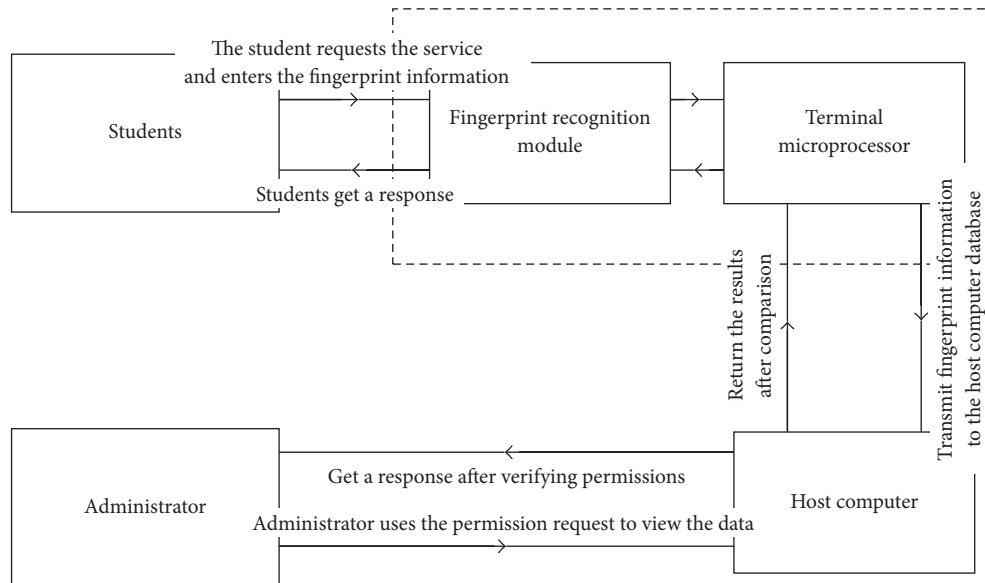 The student requests the service
and enters the fingerprint information
Students
Fingerprint recognition
module
Terminal
microprocessor
Students get a response
Return the results
after comparison
Transmit fingerprint information
to the host computer database
Get a response after verifying permissions
Administrator
Host computer
Administrator uses the permission request to view the data